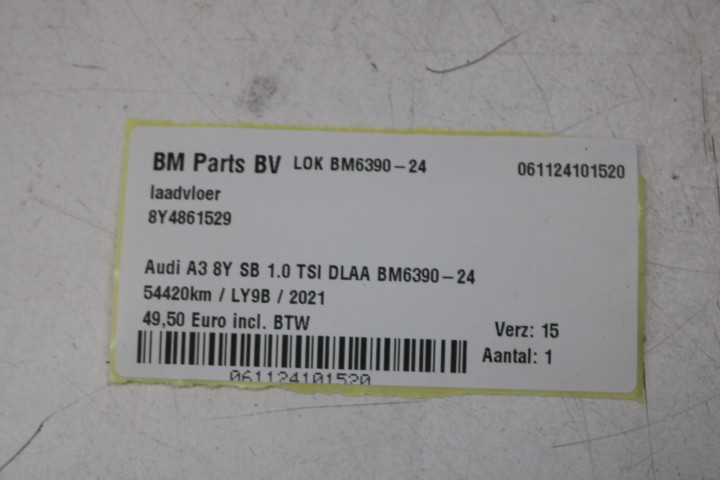 BM Parts BV LOK BM6390-24 061124101520
laadvloer
8Y4861529
Audi A3 8Y SB 1.0 TSI DLAA BM6390-24
54420km / LY9B / 2021
49,50 Euro incl. BTW
Verz: 15
Aantal: 1
061124101520